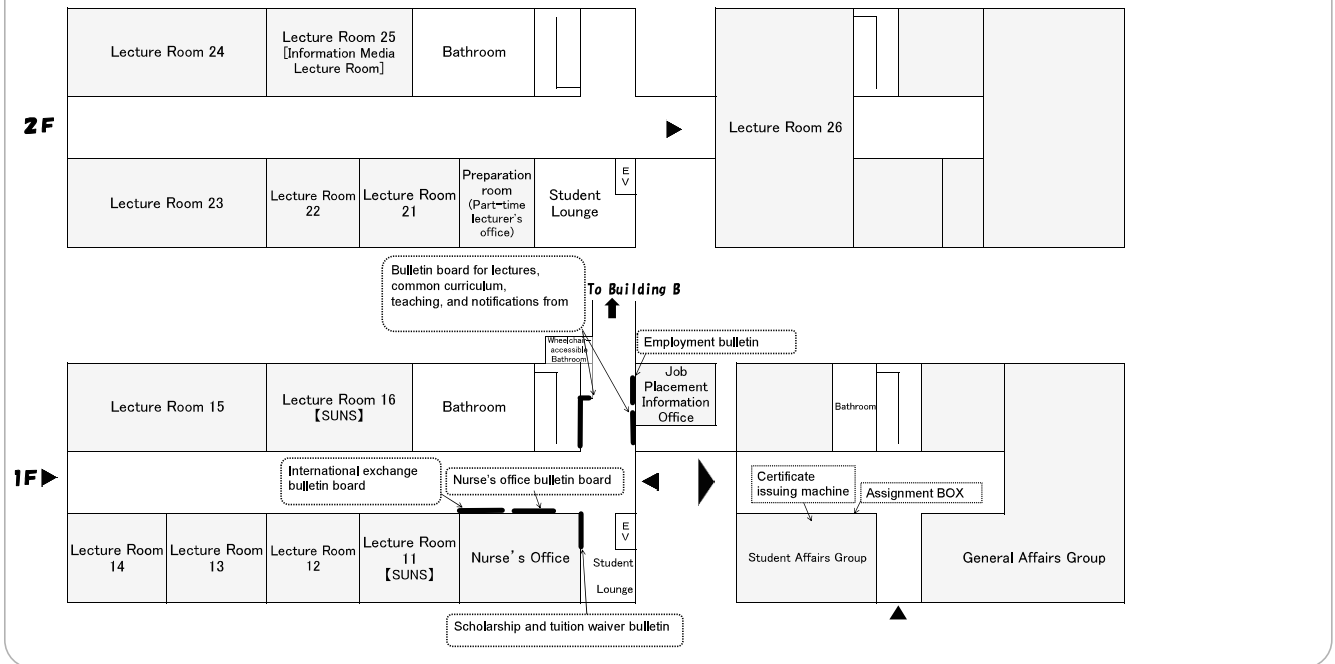 Lecture Room 24
Lecture Room 25
[Information Media
Lecture Room]
Bathroom
2F
Lecture Room 26
Lecture Room 23
Lecture Room
22
Lecture Room
21
Preparation
room
(Part-time
lecturer's
office)
Student
Lounge
E
V
Bulletin board for lectures,
common curriculum,
teaching, and notifications from
To Building B
Wheelchair-
accessible
Bathroom
Employment bulletin
Lecture Room 15
Lecture Room 16
【SUNS】
Bathroom
Job
Placement
Information
Office
Bathroom
1F
International exchange
bulletin board
Nurse's office bulletin board
Certificate
issuing machine
Assignment BOX
Lecture Room
14
Lecture Room
13
Lecture Room
12
Lecture Room
11
【SUNS】
Nurse's Office
E
V
Student
Lounge
Student Affairs Group
General Affairs Group
Scholarship and tuition waiver bulletin